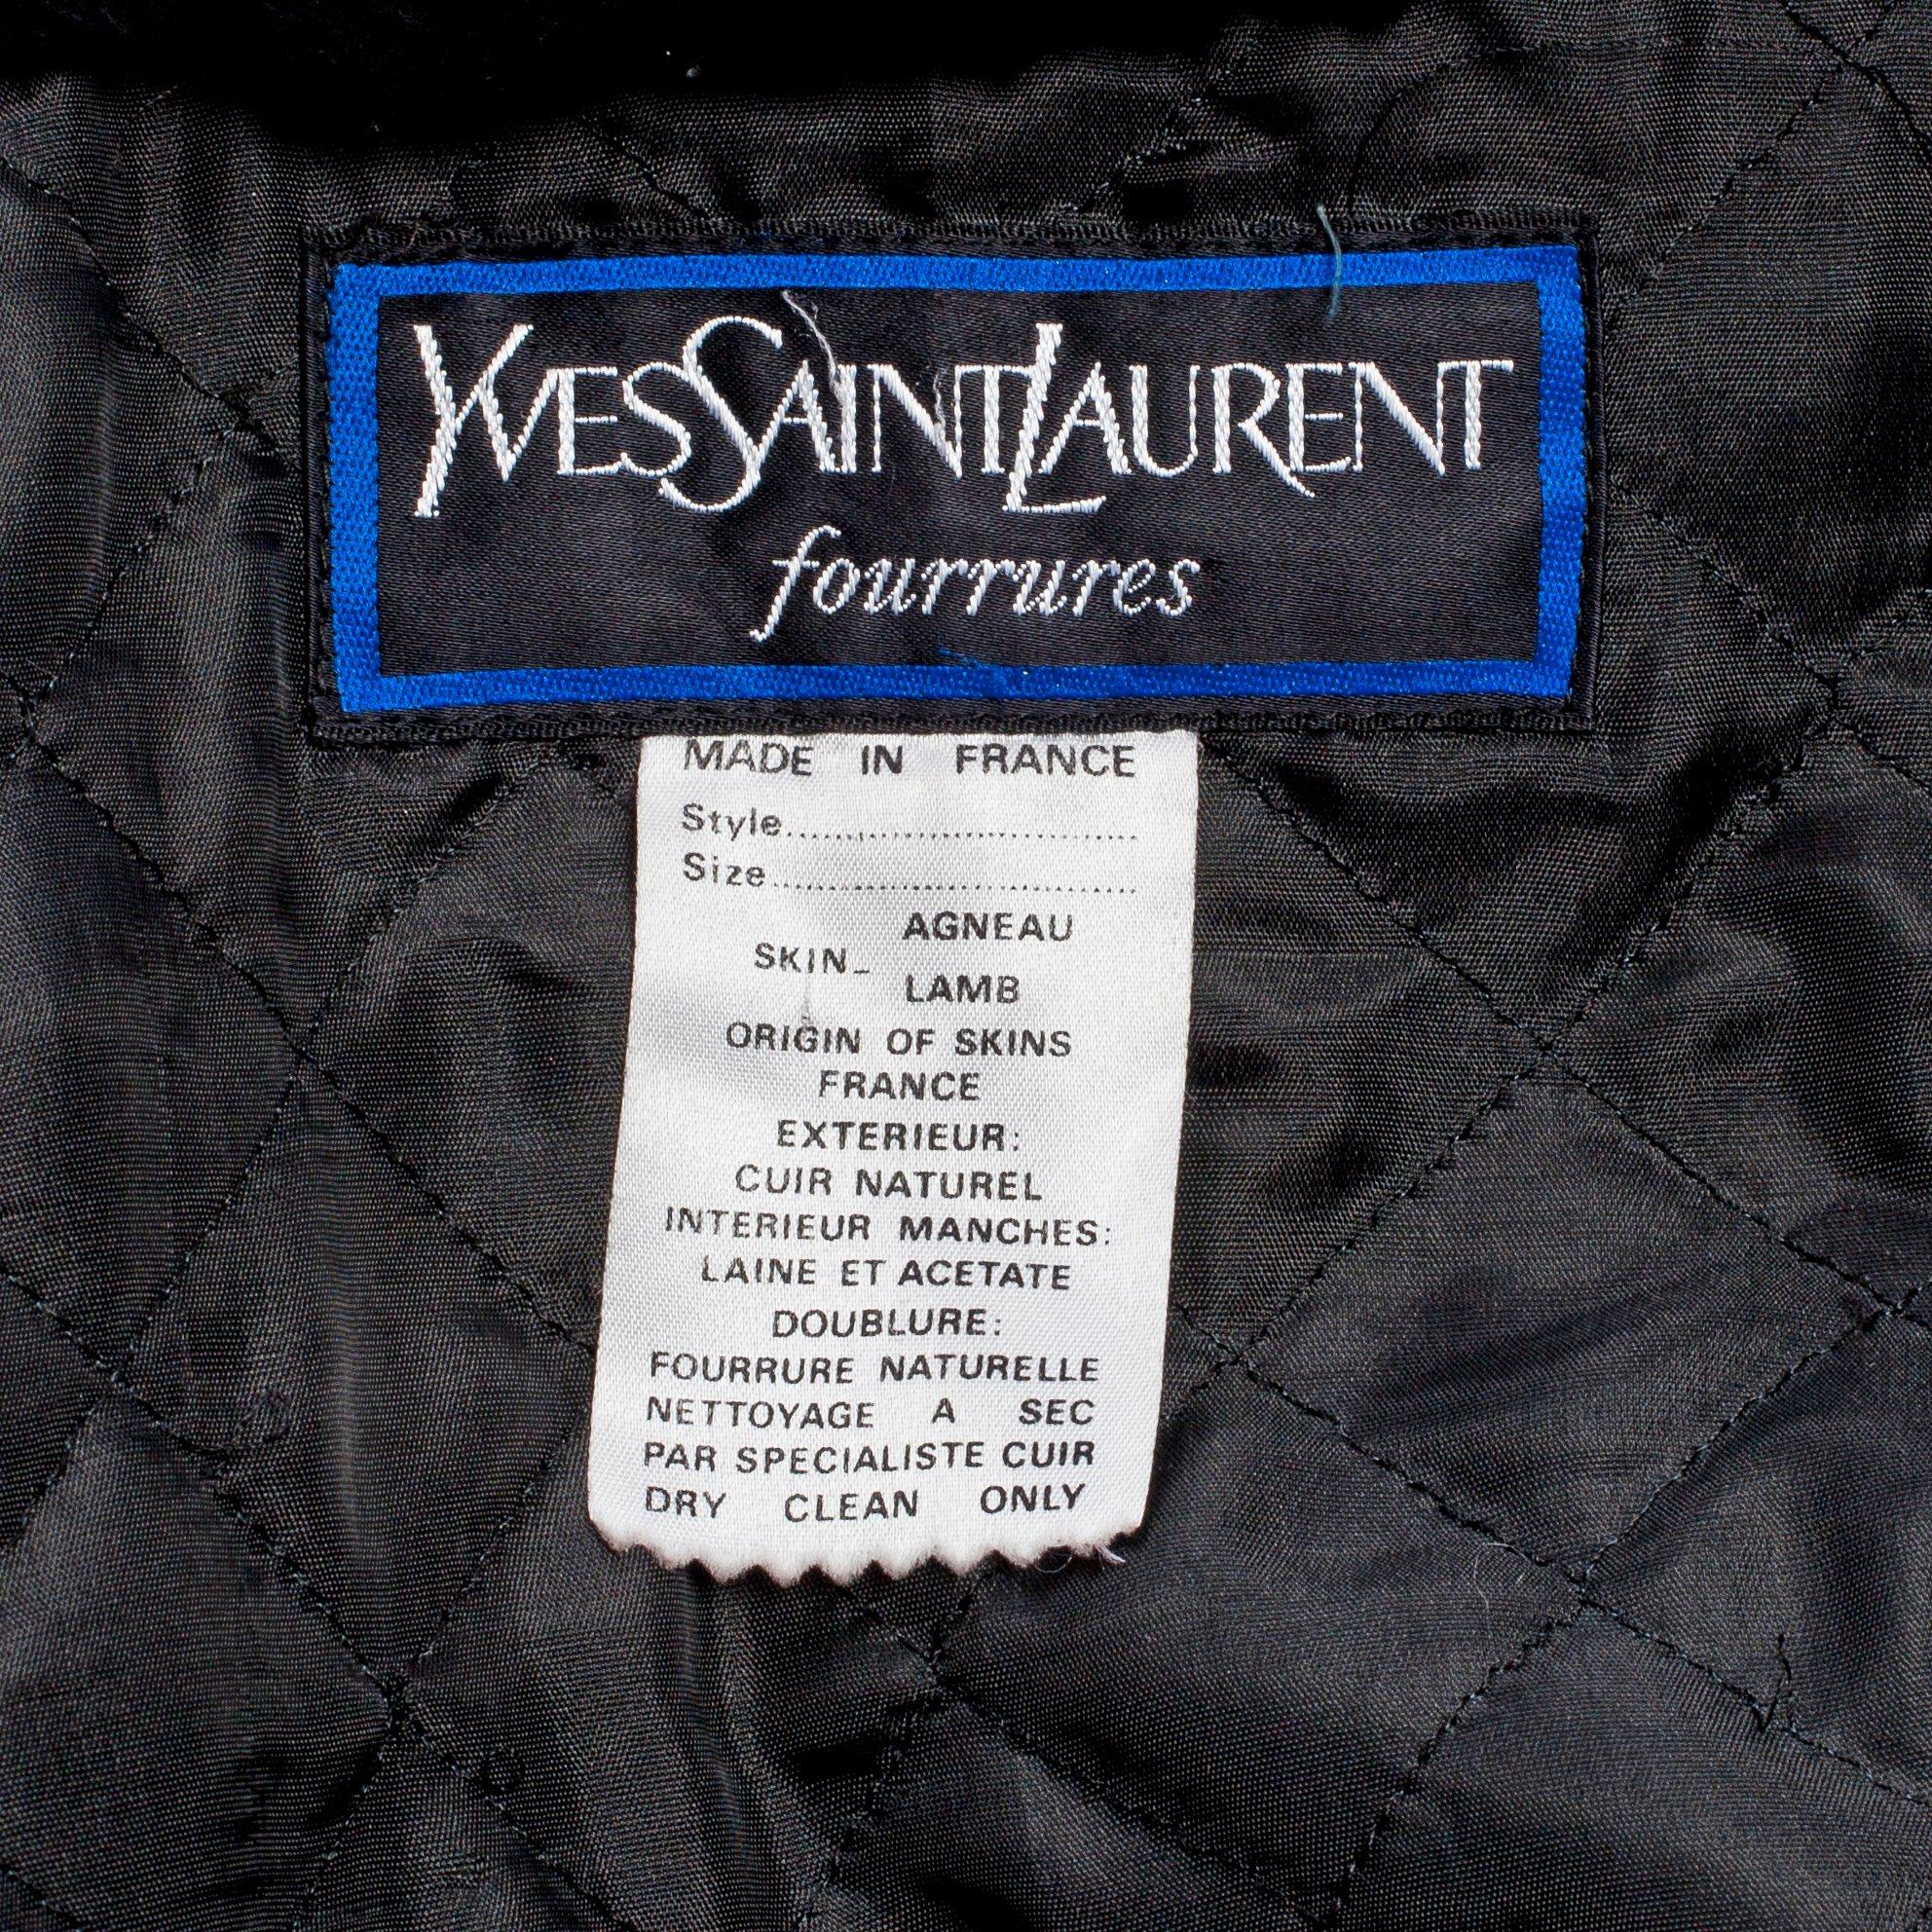 YVESSAINTLAURENT
fourrures
MADE IN FRANCE
Style..............................
Size..............................
AGNEAU
SKIN_
LAMB
ORIGIN OF SKINS
FRANCE
EXTERIEUR:
CUIR NATUREL
INTERIEUR MANCHES:
LAINE ET ACETATE
DOUBLURE:
FOURRURE NATURELLE
NETTOYAGE A SEC
PAR SPECIALISTE CUIR
DRY CLEAN ONLY